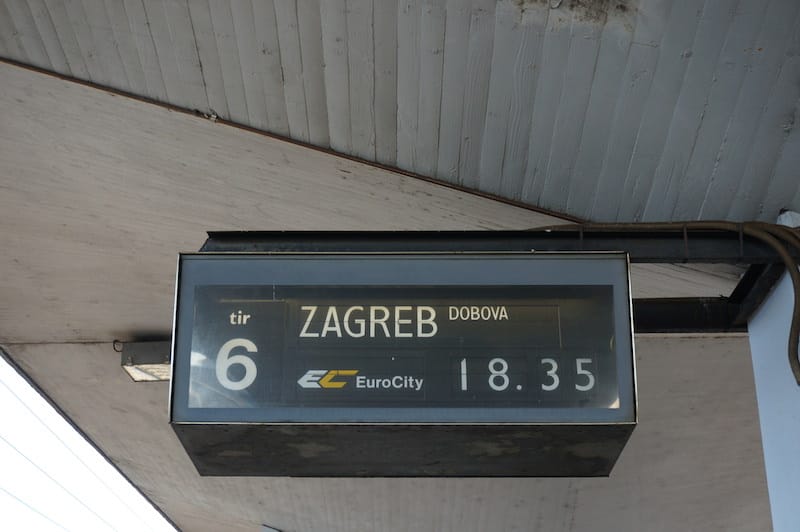 tir
6
ZAGREB DOBOVA
EC EuroCity 18.35